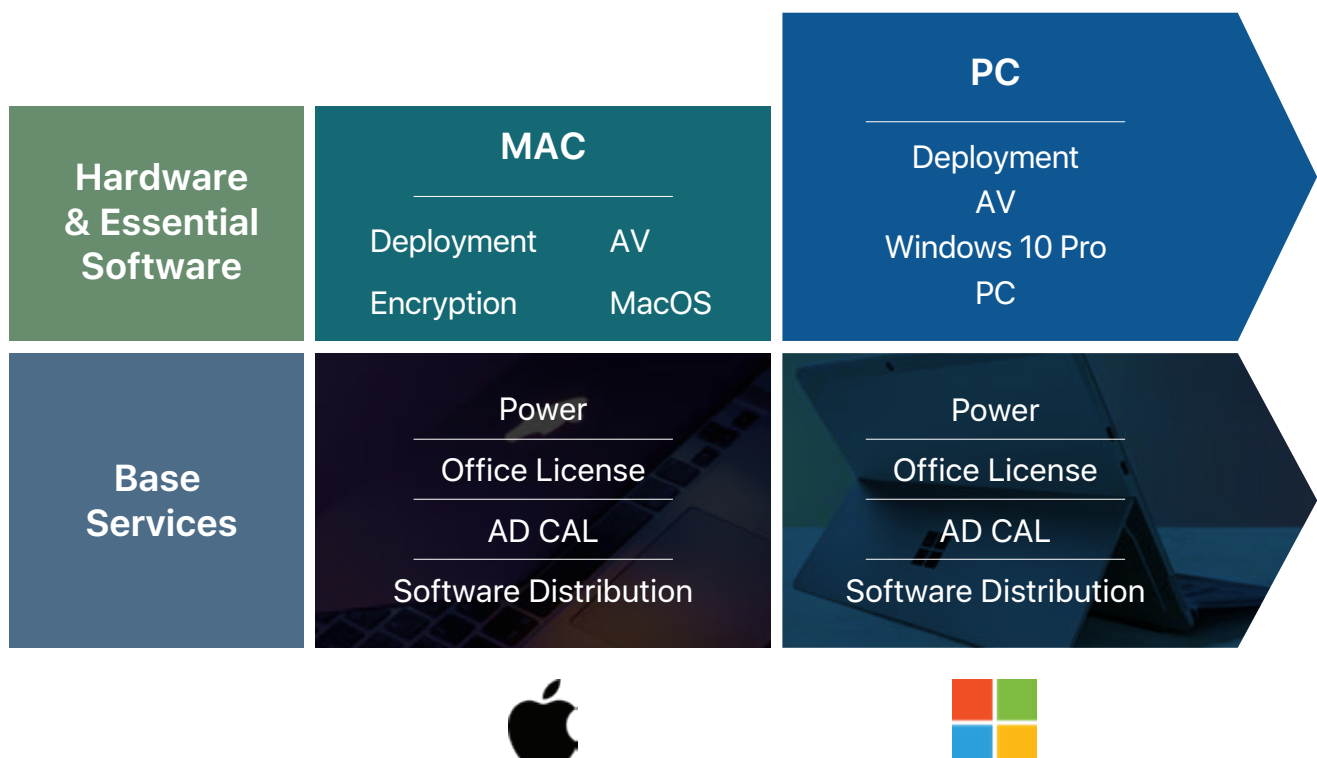 Hardware
& Essential
Software
MAC
Deployment AV
Encryption MacOS
PC
Deployment
AV
Windows 10 Pro
PC
Base
Services
Power
Office License
AD CAL
Software Distribution
Power
Office License
AD CAL
Software Distribution